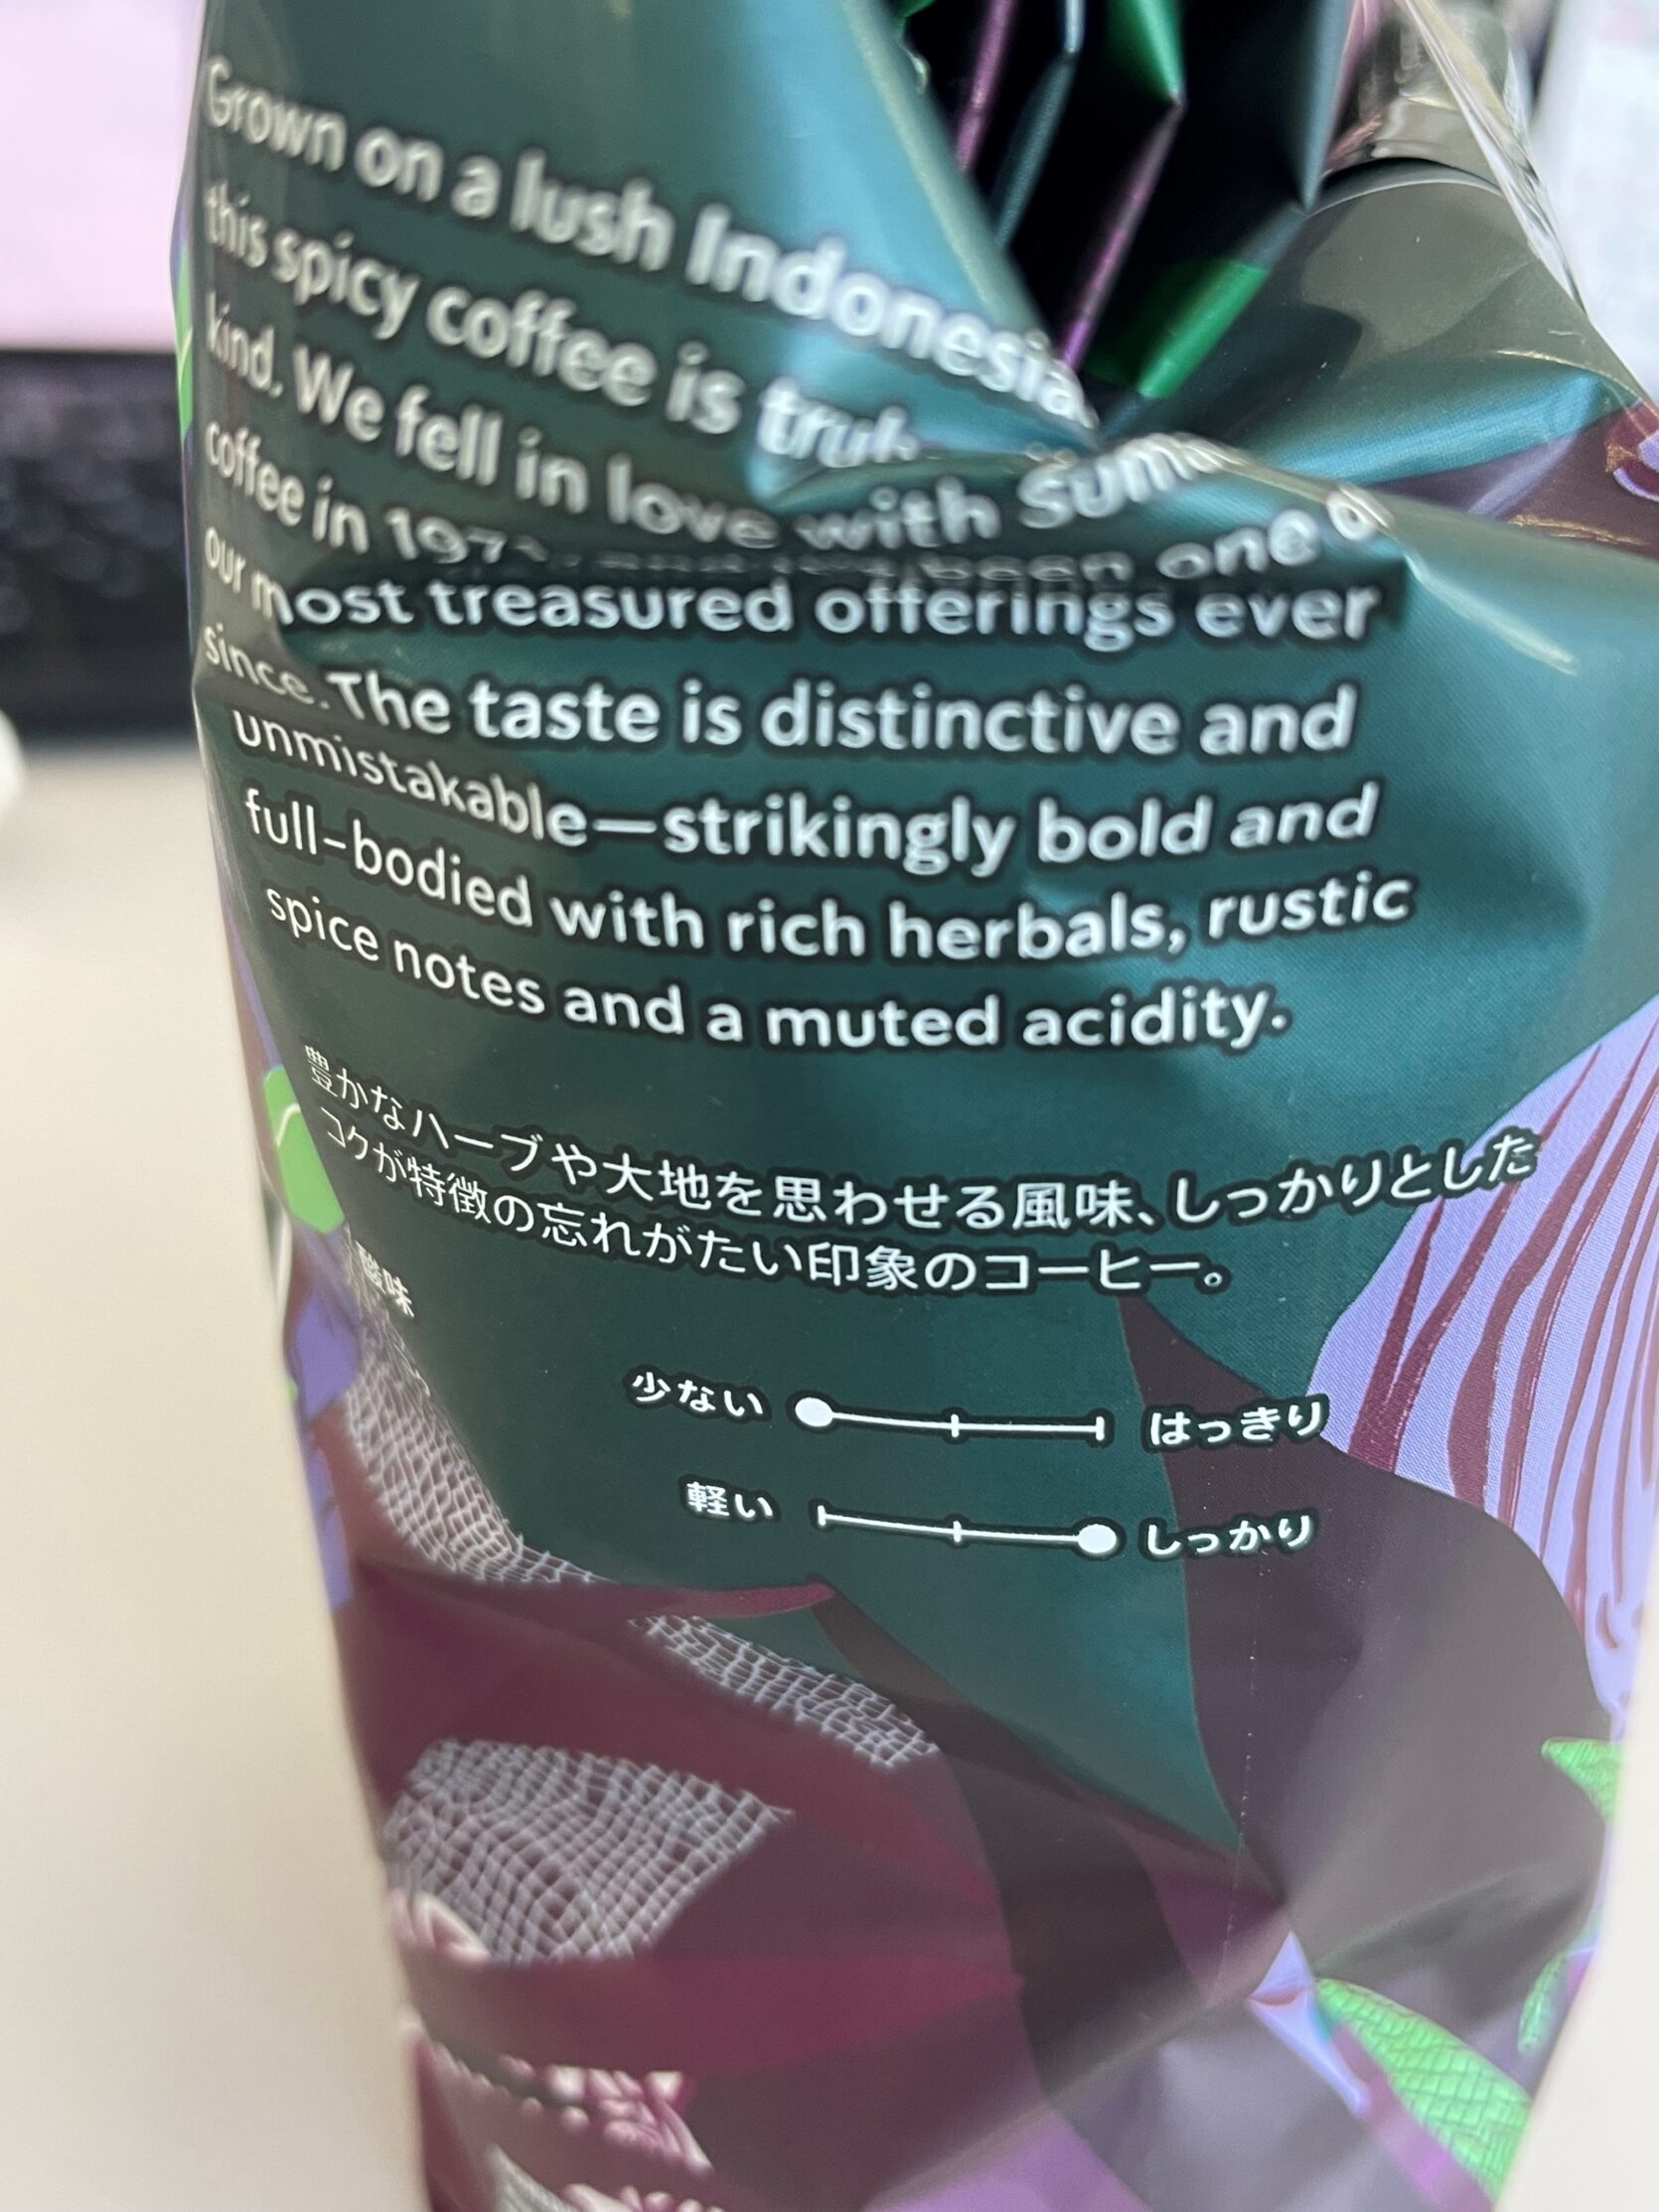 Grown on a lush Indonesia
this spicy coffee is
kind. We fell in love with
coffee in been one
our most treasured offerings ever
since. The taste is distinctive and
unmistakable—strikingly bold and
full-bodied with rich herbals, rustic
spice notes and a muted acidity.
豊かなハーブや大地を思わせる風味、しっかりとした
コクが特徴の忘れがたい印象のコーヒー。
酸味
少ない はっきり
軽い しっかり